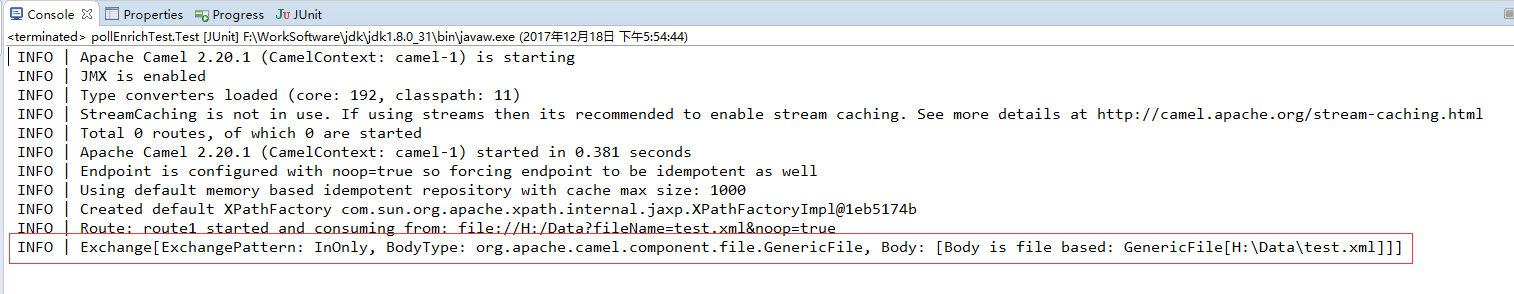 Console Properties Progress JUnit
<terminated> pollEnrichTest.Test [JUnit] F:\WorkSoftware\jdk\jdk1.8.0_31\bin\javaw.exe (2017年12月18日 下午5:54:44)
INFO | Apache Camel 2.20.1 (CamelContext: camel-1) is starting
INFO | JMX is enabled
INFO | Type converters loaded (core: 192, classpath: 11)
INFO | StreamCaching is not in use. If using streams then its recommended to enable stream caching. See more details at http://camel.apache.org/stream-caching.html
INFO | Total 0 routes, of which 0 are started
INFO | Apache Camel 2.20.1 (CamelContext: camel-1) started in 0.381 seconds
INFO | Endpoint is configured with noop=true so forcing endpoint to be idempotent as well
INFO | Using default memory based idempotent repository with cache max size: 1000
INFO | Created default XPathFactory com.sun.org.apache.xpath.internal.jaxp.XPathFactoryImpl@1eb5174b
INFO | Route: route1 started and consuming from: file://H:/Data?fileName=test.xml&noop=true
INFO | Exchange[ExchangePattern: InOnly, BodyType: org.apache.camel.component.file.GenericFile, Body: [Body is file based: GenericFile[H:\Data\test.xml]]]